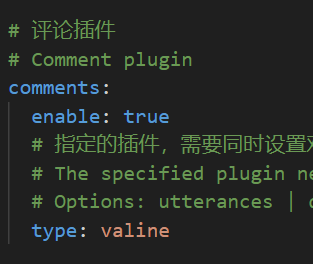 # 评论插件
# Comment plugin
comments:
enable: true
# 指定的插件，需要同时设置
# The specified plugin ne
# Options: utterances |
type: valine